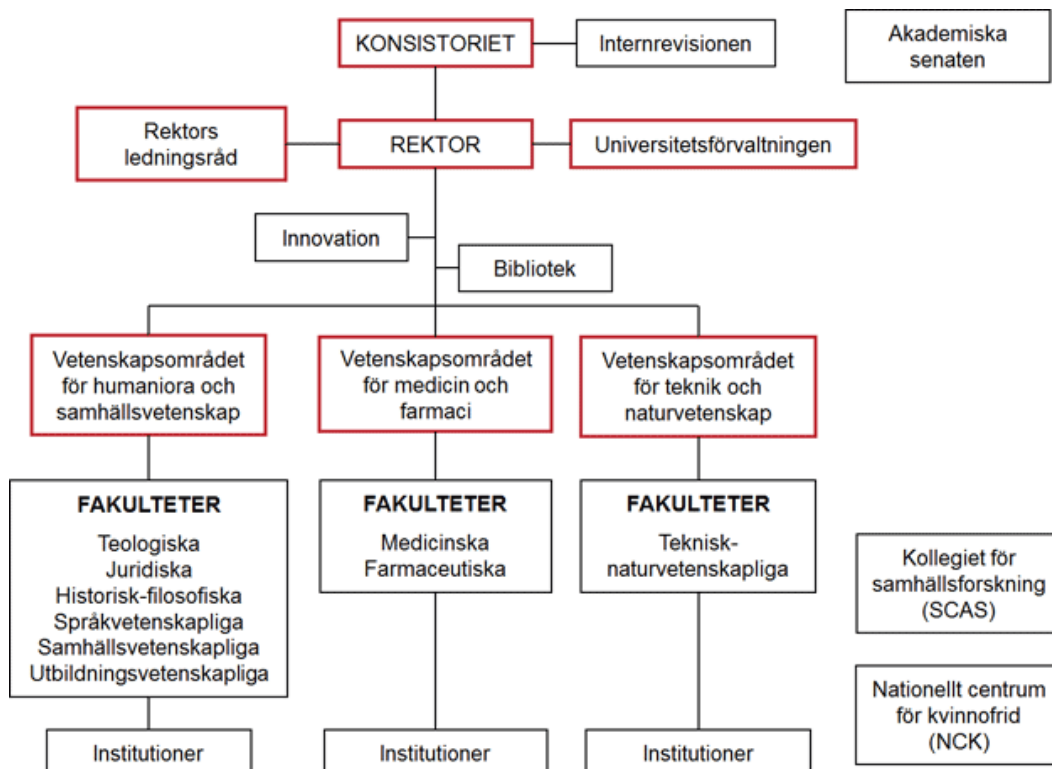 KONSISTORIET
Internrevisionen
Akademiska
senaten
Rektors
ledningsråd
REKTOR
Universitetsförvaltningen
Innovation
Bibliotek
Vetenskapsområdet
för humaniora och
samhällsvetenskap
Vetenskapsområdet
för medicin och
farmaci
Vetenskapsområdet
för teknik och
naturvetenskap
FAKULTETER
Teologiska
Juridiska
Historisk-filosofiska
Språkvetenskapliga
Samhällsvetenskapliga
Utbildningsvetenskapliga
FAKULTETER
Medicinska
Farmaceutiska
FAKULTETER
Teknisk-
naturvetenskapliga
Kollegiet för
samhällsforskning
(SCAS)
Nationellt centrum
för kvinnofrid
(NCK)
Institutioner
Institutioner
Institutioner